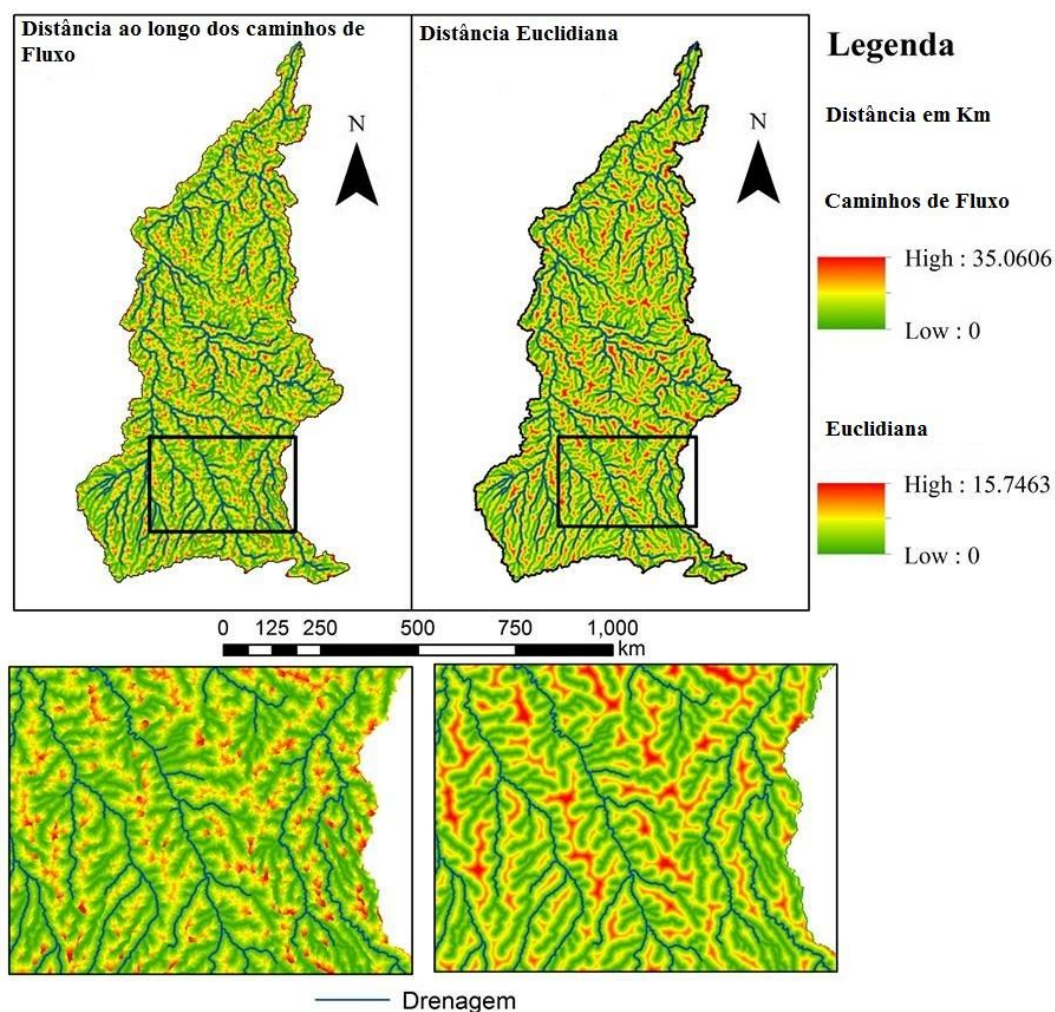 Distância ao longo dos caminhos de
Fluxo
Distância Euclidiana
N
N
Legenda
Distância em Km
Caminhos de Fluxo
High : 35.0606
Low : 0
Euclidiana
High : 15.7463
Low : 0
0 125 250 500 750 1,000
km
Drenagem